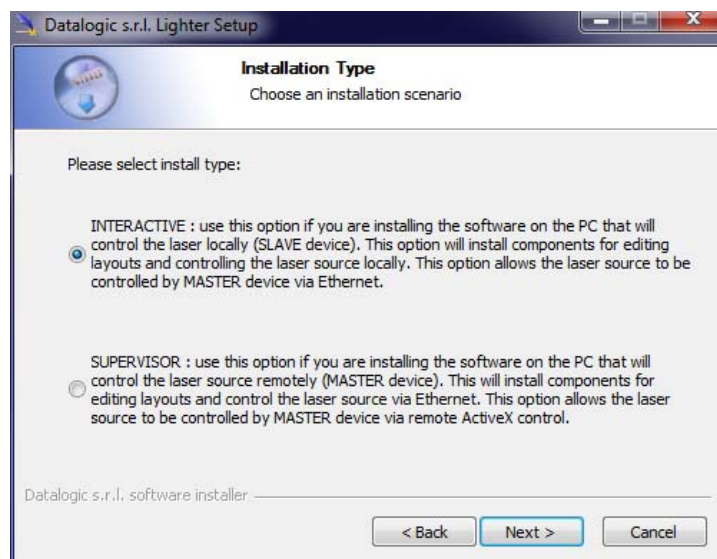 Datalogic s.r.l. Lighter Setup
Installation Type
Choose an installation scenario
Please select install type:
INTERACTIVE : use this option if you are installing the software on the PC that will
control the laser locally (SLAVE device). This option will install components for editing
layouts and controlling the laser source locally. This option allows the laser source to be
controlled by MASTER device via Ethernet.
SUPERVISOR : use this option if you are installing the software on the PC that will
control the laser source remotely (MASTER device). This will install components for
editing layouts and control the laser source via Ethernet. This option allows the laser
source to be controlled by MASTER device via remote ActiveX control.
Datalogic s.r.l. software installer
< Back
Next >
Cancel